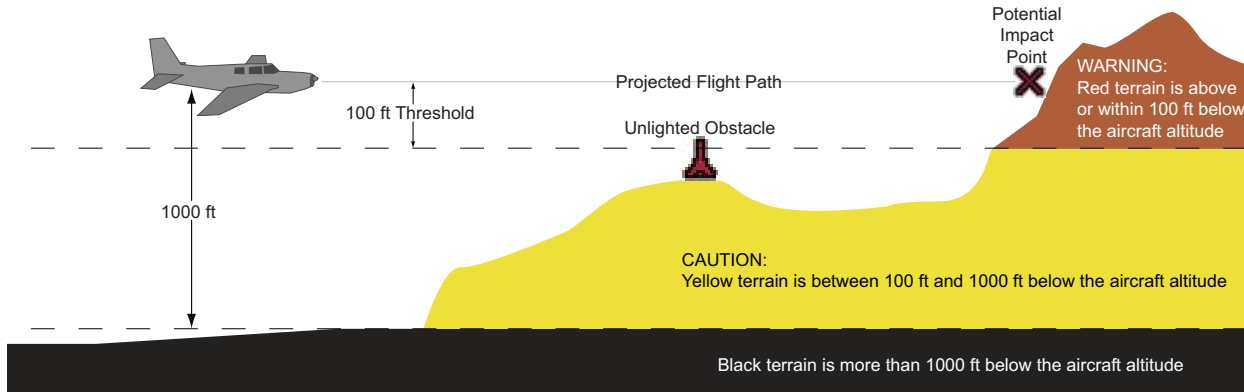 Potential
Impact
Point
WARNING:
Red terrain is above
or within 100 ft below
the aircraft altitude
Projected Flight Path
100 ft Threshold
Unlighted Obstacle
1000 ft
CAUTION:
Yellow terrain is between 100 ft and 1000 ft below the aircraft altitude
Black terrain is more than 1000 ft below the aircraft altitude